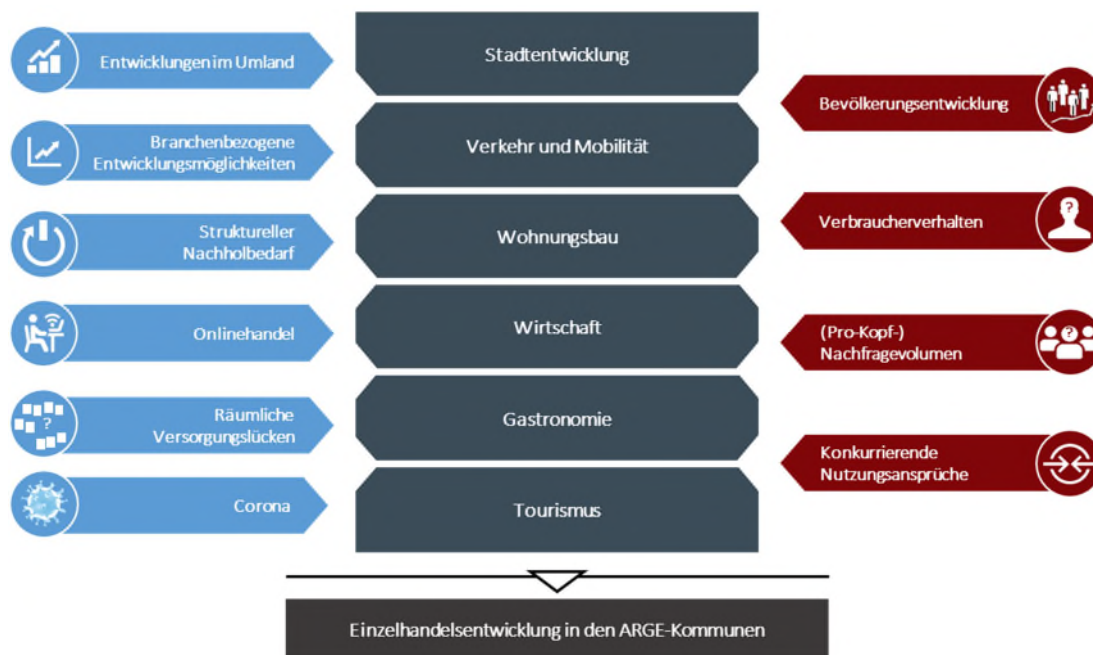 Entwicklungen im Umland
Branchenbezogene
Entwicklungsmöglichkeiten
Struktureller
Nachholbedarf
Onlinehandel
?
Räumliche
Versorgungslücken
Corona
Stadtentwicklung
Verkehr und Mobilität
Wohnungsbau
Wirtschaft
Gastronomie
Tourismus
Bevölkerungsentwicklung
Verbraucherverhalten
?
(Pro-Kopf-)
Nachfragevolumen
?
Konkurrierende
Nutzungsansprüche
Einzelhandelsentwicklung in den ARGE-Kommunen